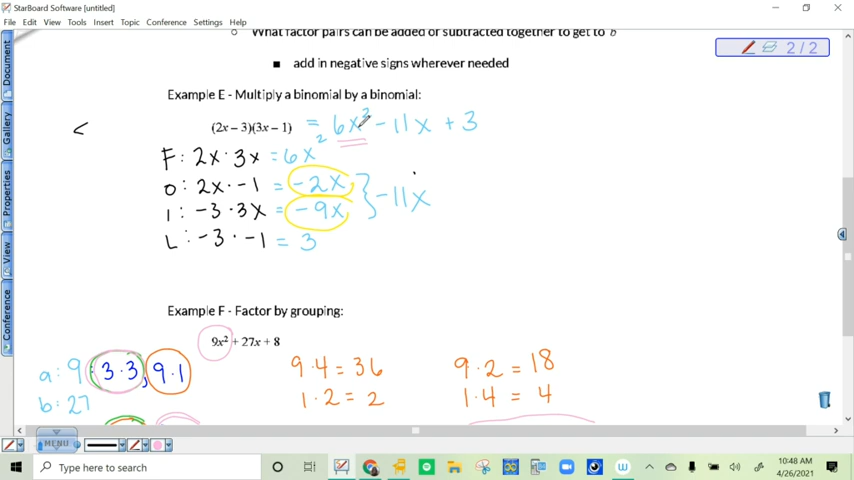 StarBoard Software [untitled]
File Edit View Tools Insert Topic Conference Settings Help
What factor pairs can be added or subtracted together to get to b
2/2
■ add in negative signs wherever needed
Example E - Multiply a binomial by a binomial:
< (2x – 3)(3x – 1) = 6x² - 11x + 3
F: 2x · 3x = 6x²
O: 2x · -1 = -2x
I: -3 · 3x = -9x } -11x
L: -3 · -1 = 3
Example F - Factor by grouping:
9x² + 27x + 8
a: 9: 3·3, 9·1
b: 27
9·4 = 36
1·2 = 2
9·2 = 18
1·4 = 4
Document
Gallery
Properties
View
Conference
MENU
Type here to search
10:48 AM
4/26/2021